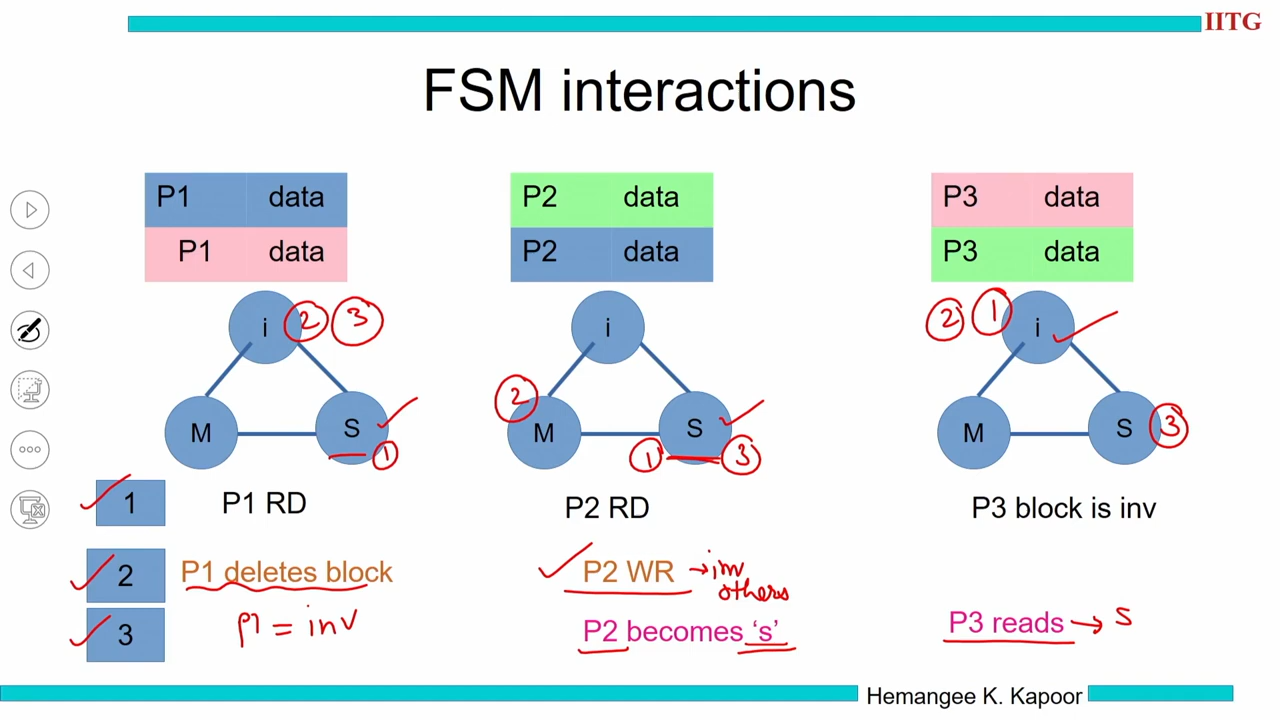 IITG
FSM interactions
P1 data
P1 data
P2 data
P2 data
P3 data
P3 data
i 2 3
M
S
1
i
2
M
S
1 3
2 1 i
M
S 3
1
P1 RD
P2 RD
P3 block is inv
2
P1 deletes block
P2 WR → inv
others
3
P1 = inv
P2 becomes ‘s’
P3 reads → S
Hemangee K. Kapoor